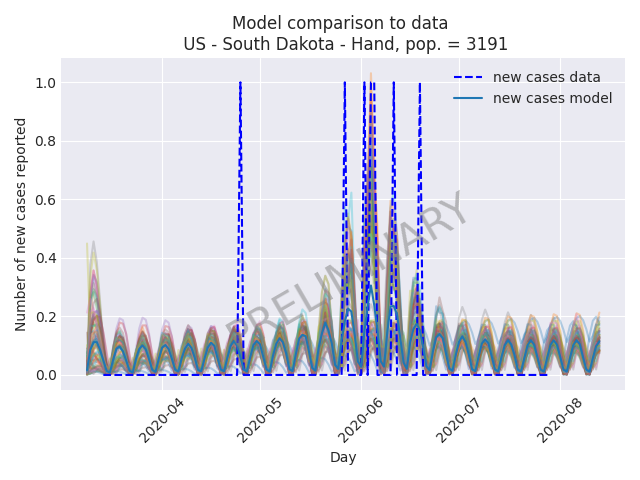 Model comparison to data
US - South Dakota - Hand, pop. = 3191
new cases data
new cases model
Number of new cases reported
1.0
0.8
0.6
0.4
0.2
0.0
PRELIMINARY
2020-04
2020-05
2020-06
2020-07
2020-08
Day